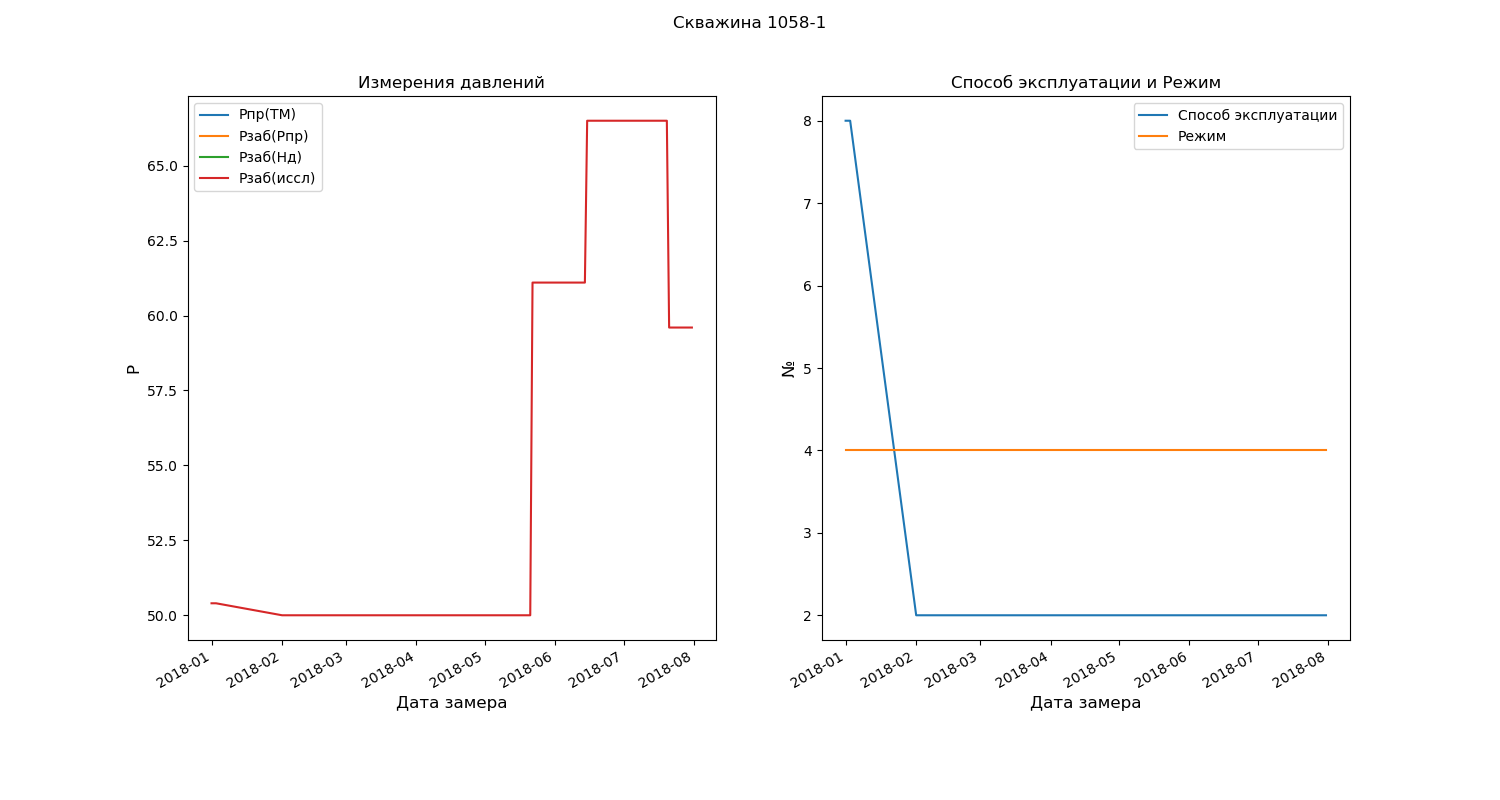 Скважина 1058-1
Измерения давлений
Рпр(ТМ)
Рзаб(Рпр)
Рзаб(Нд)
Рзаб(иссл)
65.0
62.5
60.0
57.5
55.0
52.5
50.0
Р
2018-01
2018-02
2018-03
2018-04
2018-05
2018-06
2018-07
2018-08
Дата замера
Способ эксплуатации и Режим
Способ эксплуатации
Режим
8
7
6
5
4
3
2
№
2018-01
2018-02
2018-03
2018-04
2018-05
2018-06
2018-07
2018-08
Дата замера